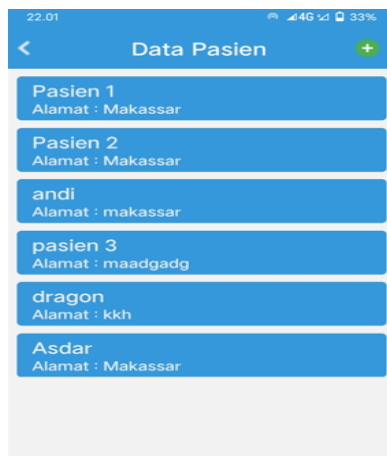 22.01 4G 33%
Data Pasien
Pasien 1
Alamat : Makassar
Pasien 2
Alamat : Makassar
andi
Alamat : makassar
pasien 3
Alamat : maadgadg
dragon
Alamat : kkh
Asdar
Alamat : Makassar